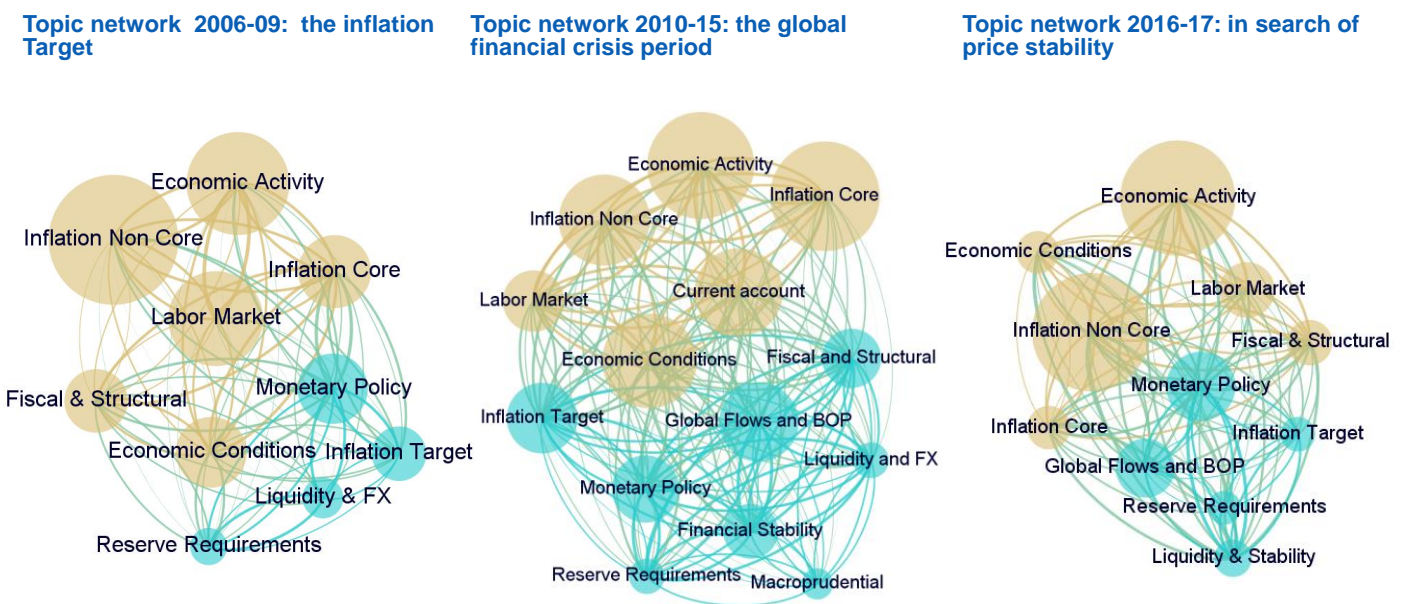 Topic network 2006-09: the inflation
Target
Economic Activity
Inflation Non Core
Inflation Core
Labor Market
Monetary Policy
Fiscal & Structural
Economic Conditions
Inflation Target
Liquidity & FX
Reserve Requirements
Topic network 2010-15: the global
financial crisis period
Economic Activity
Inflation Core
Inflation Non Core
Current account
Labor Market
Economic Conditions
Fiscal and Structural
Inflation Target
Global Flows and BOP
Liquidity and FX
Monetary Policy
Financial Stability
Reserve Requirements
Macroprudential
Topic network 2016-17: in search of
price stability
Economic Activity
Economic Conditions
Labor Market
Inflation Non Core
Fiscal & Structural
Monetary Policy
Inflation Core
Inflation Target
Global Flows and BOP
Reserve Requirements
Liquidity & Stability